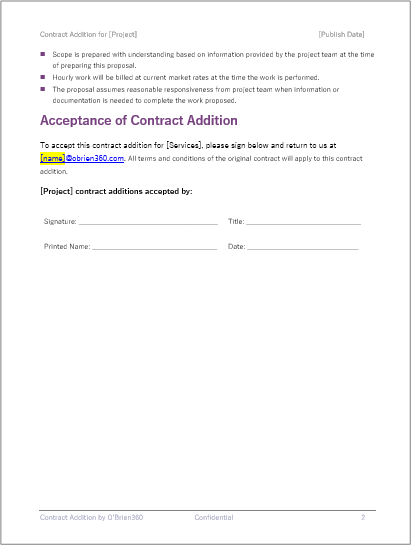 Contract Addition for [Project] [Publish Date]
Scope is prepared with understanding based on information provided by the project team at the time
of preparing this proposal.
Hourly work will be billed at current market rates at the time the work is performed.
The proposal assumes reasonable responsiveness from project team when information or
documentation is needed to complete the work proposed.
Acceptance of Contract Addition
To accept this contract addition for [Services], please sign below and return to us at
[name]@obrien360.com. All terms and conditions of the original contract will apply to this contract
addition.
[Project] contract additions accepted by:
Signature: ________________ Title: ________________
Printed Name: ________________ Date: ________________
Contract Addition by O'Brien360 Confidential 2